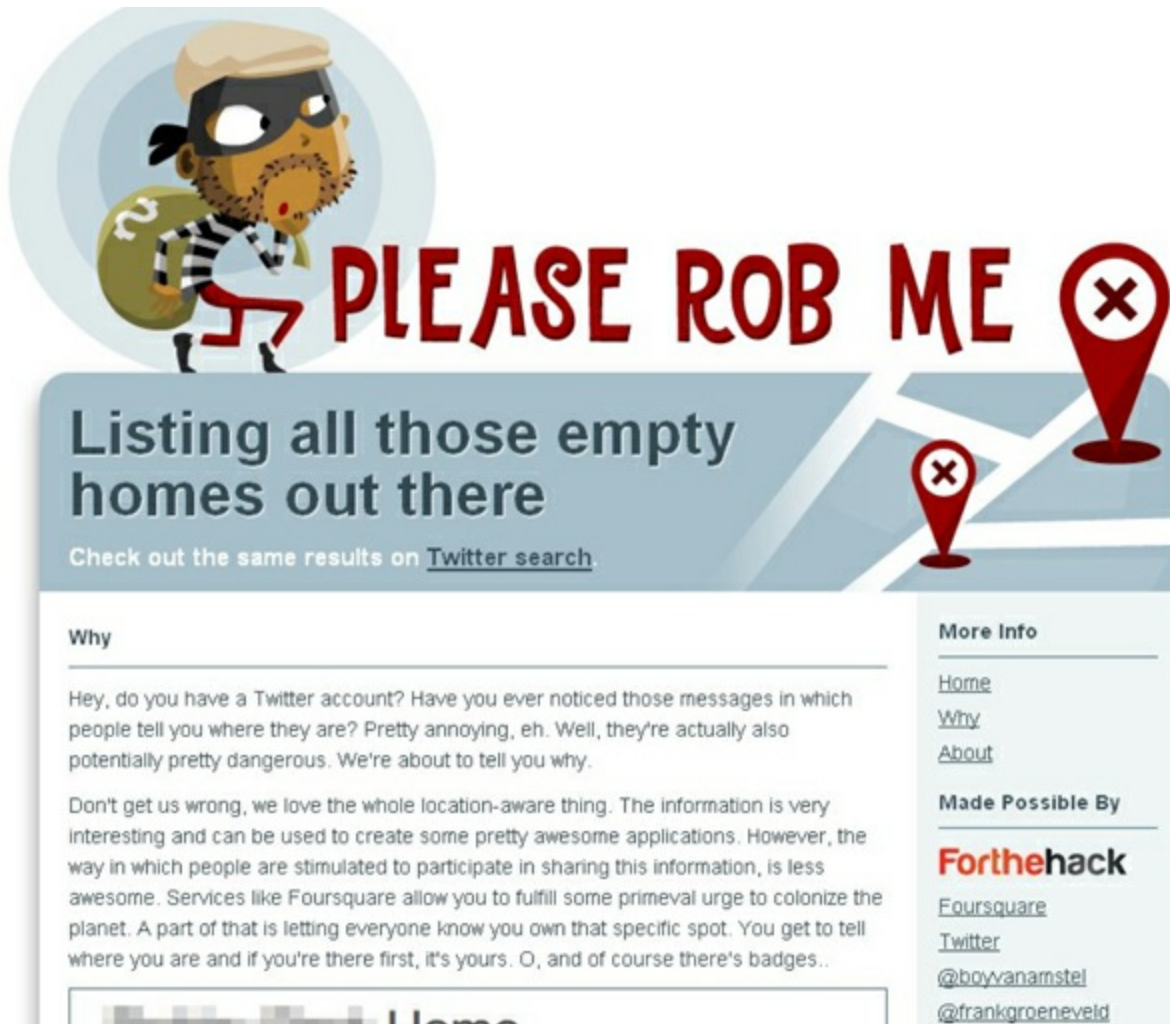 PLEASE ROB ME
Listing all those empty
homes out there
Check out the same results on Twitter search.
Why
Hey, do you have a Twitter account? Have you ever noticed those messages in which
people tell you where they are? Pretty annoying, eh. Well, they're actually also
potentially pretty dangerous. We're about to tell you why.
Don't get us wrong, we love the whole location-aware thing. The information is very
interesting and can be used to create some pretty awesome applications. However, the
way in which people are stimulated to participate in sharing this information, is less
awesome. Services like Foursquare allow you to fulfill some primeval urge to colonize the
planet. A part of that is letting everyone know you own that specific spot. You get to tell
where you are and if you're there first, it's yours. O, and of course there's badges..
Home
More Info
Home
Why
About
Made Possible By
Forthehack
Foursquare
Twitter
@boyvanamstel
@frankgroeneveld